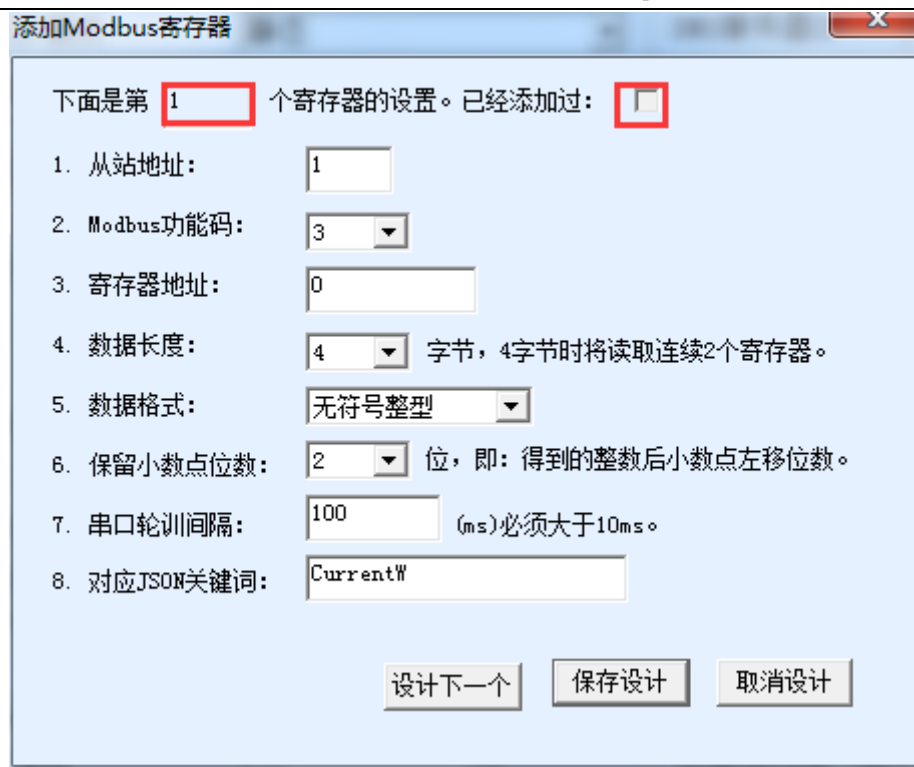 添加Modbus寄存器
下面是第 1 个寄存器的设置。已经添加过：
1. 从站地址： 1
2. Modbus功能码： 3
3. 寄存器地址： 0
4. 数据长度： 4 字节，4字节时将读取连续2个寄存器。
5. 数据格式： 无符号整型
6. 保留小数点位数： 2 位，即：得到的整数后小数点左移位数。
7. 串口轮训间隔： 100 (ms)必须大于10ms。
8. 对应JSON关键词： CurrentW
设计下一个 保存设计 取消设计